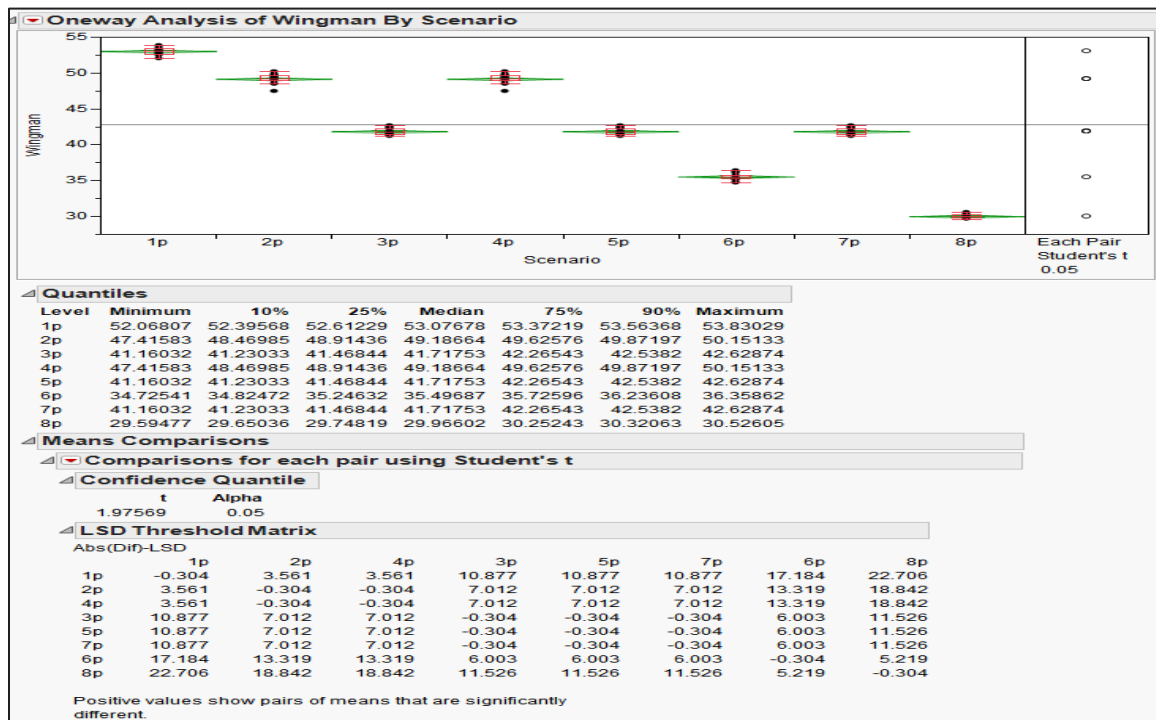 Oneway Analysis of Wingman By Scenario
55
50
45
40
35
30
Wingman
1p 2p 3p 4p 5p 6p 7p 8p
Scenario
Each Pair
Student's t
0.05
Quantiles
Level Minimum 10% 25% Median 75% 90% Maximum
1p 52.06807 52.39568 52.61229 53.07678 53.37219 53.56368 53.83029
2p 47.41583 48.46985 48.91436 49.18664 49.62576 49.87197 50.15133
3p 41.16032 41.23033 41.46844 41.71753 42.26543 42.5382 42.62874
4p 47.41583 48.46985 48.91436 49.18664 49.62576 49.87197 50.15133
5p 41.16032 41.23033 41.46844 41.71753 42.26543 42.5382 42.62874
6p 34.72541 34.82472 35.24632 35.49687 35.72596 36.23608 36.35862
7p 41.16032 41.23033 41.46844 41.71753 42.26543 42.5382 42.62874
8p 29.59477 29.65036 29.74819 29.96602 30.25243 30.32063 30.52605
Means Comparisons
Comparisons for each pair using Student's t
Confidence Quantile
t Alpha
1.97569 0.05
LSD Threshold Matrix
Abs(Dif)-LSD
1p 2p 4p 3p 5p 7p 6p 8p
1p -0.304 3.561 3.561 10.877 10.877 10.877 17.184 22.706
2p 3.561 -0.304 -0.304 7.012 7.012 7.012 13.319 18.842
4p 3.561 -0.304 -0.304 7.012 7.012 7.012 13.319 18.842
3p 10.877 7.012 7.012 -0.304 -0.304 -0.304 6.003 11.526
5p 10.877 7.012 7.012 -0.304 -0.304 -0.304 6.003 11.526
7p 10.877 7.012 7.012 -0.304 -0.304 -0.304 6.003 11.526
6p 17.184 13.319 13.319 6.003 6.003 6.003 -0.304 5.219
8p 22.706 18.842 18.842 11.526 11.526 11.526 5.219 -0.304
Positive values show pairs of means that are significantly
different.